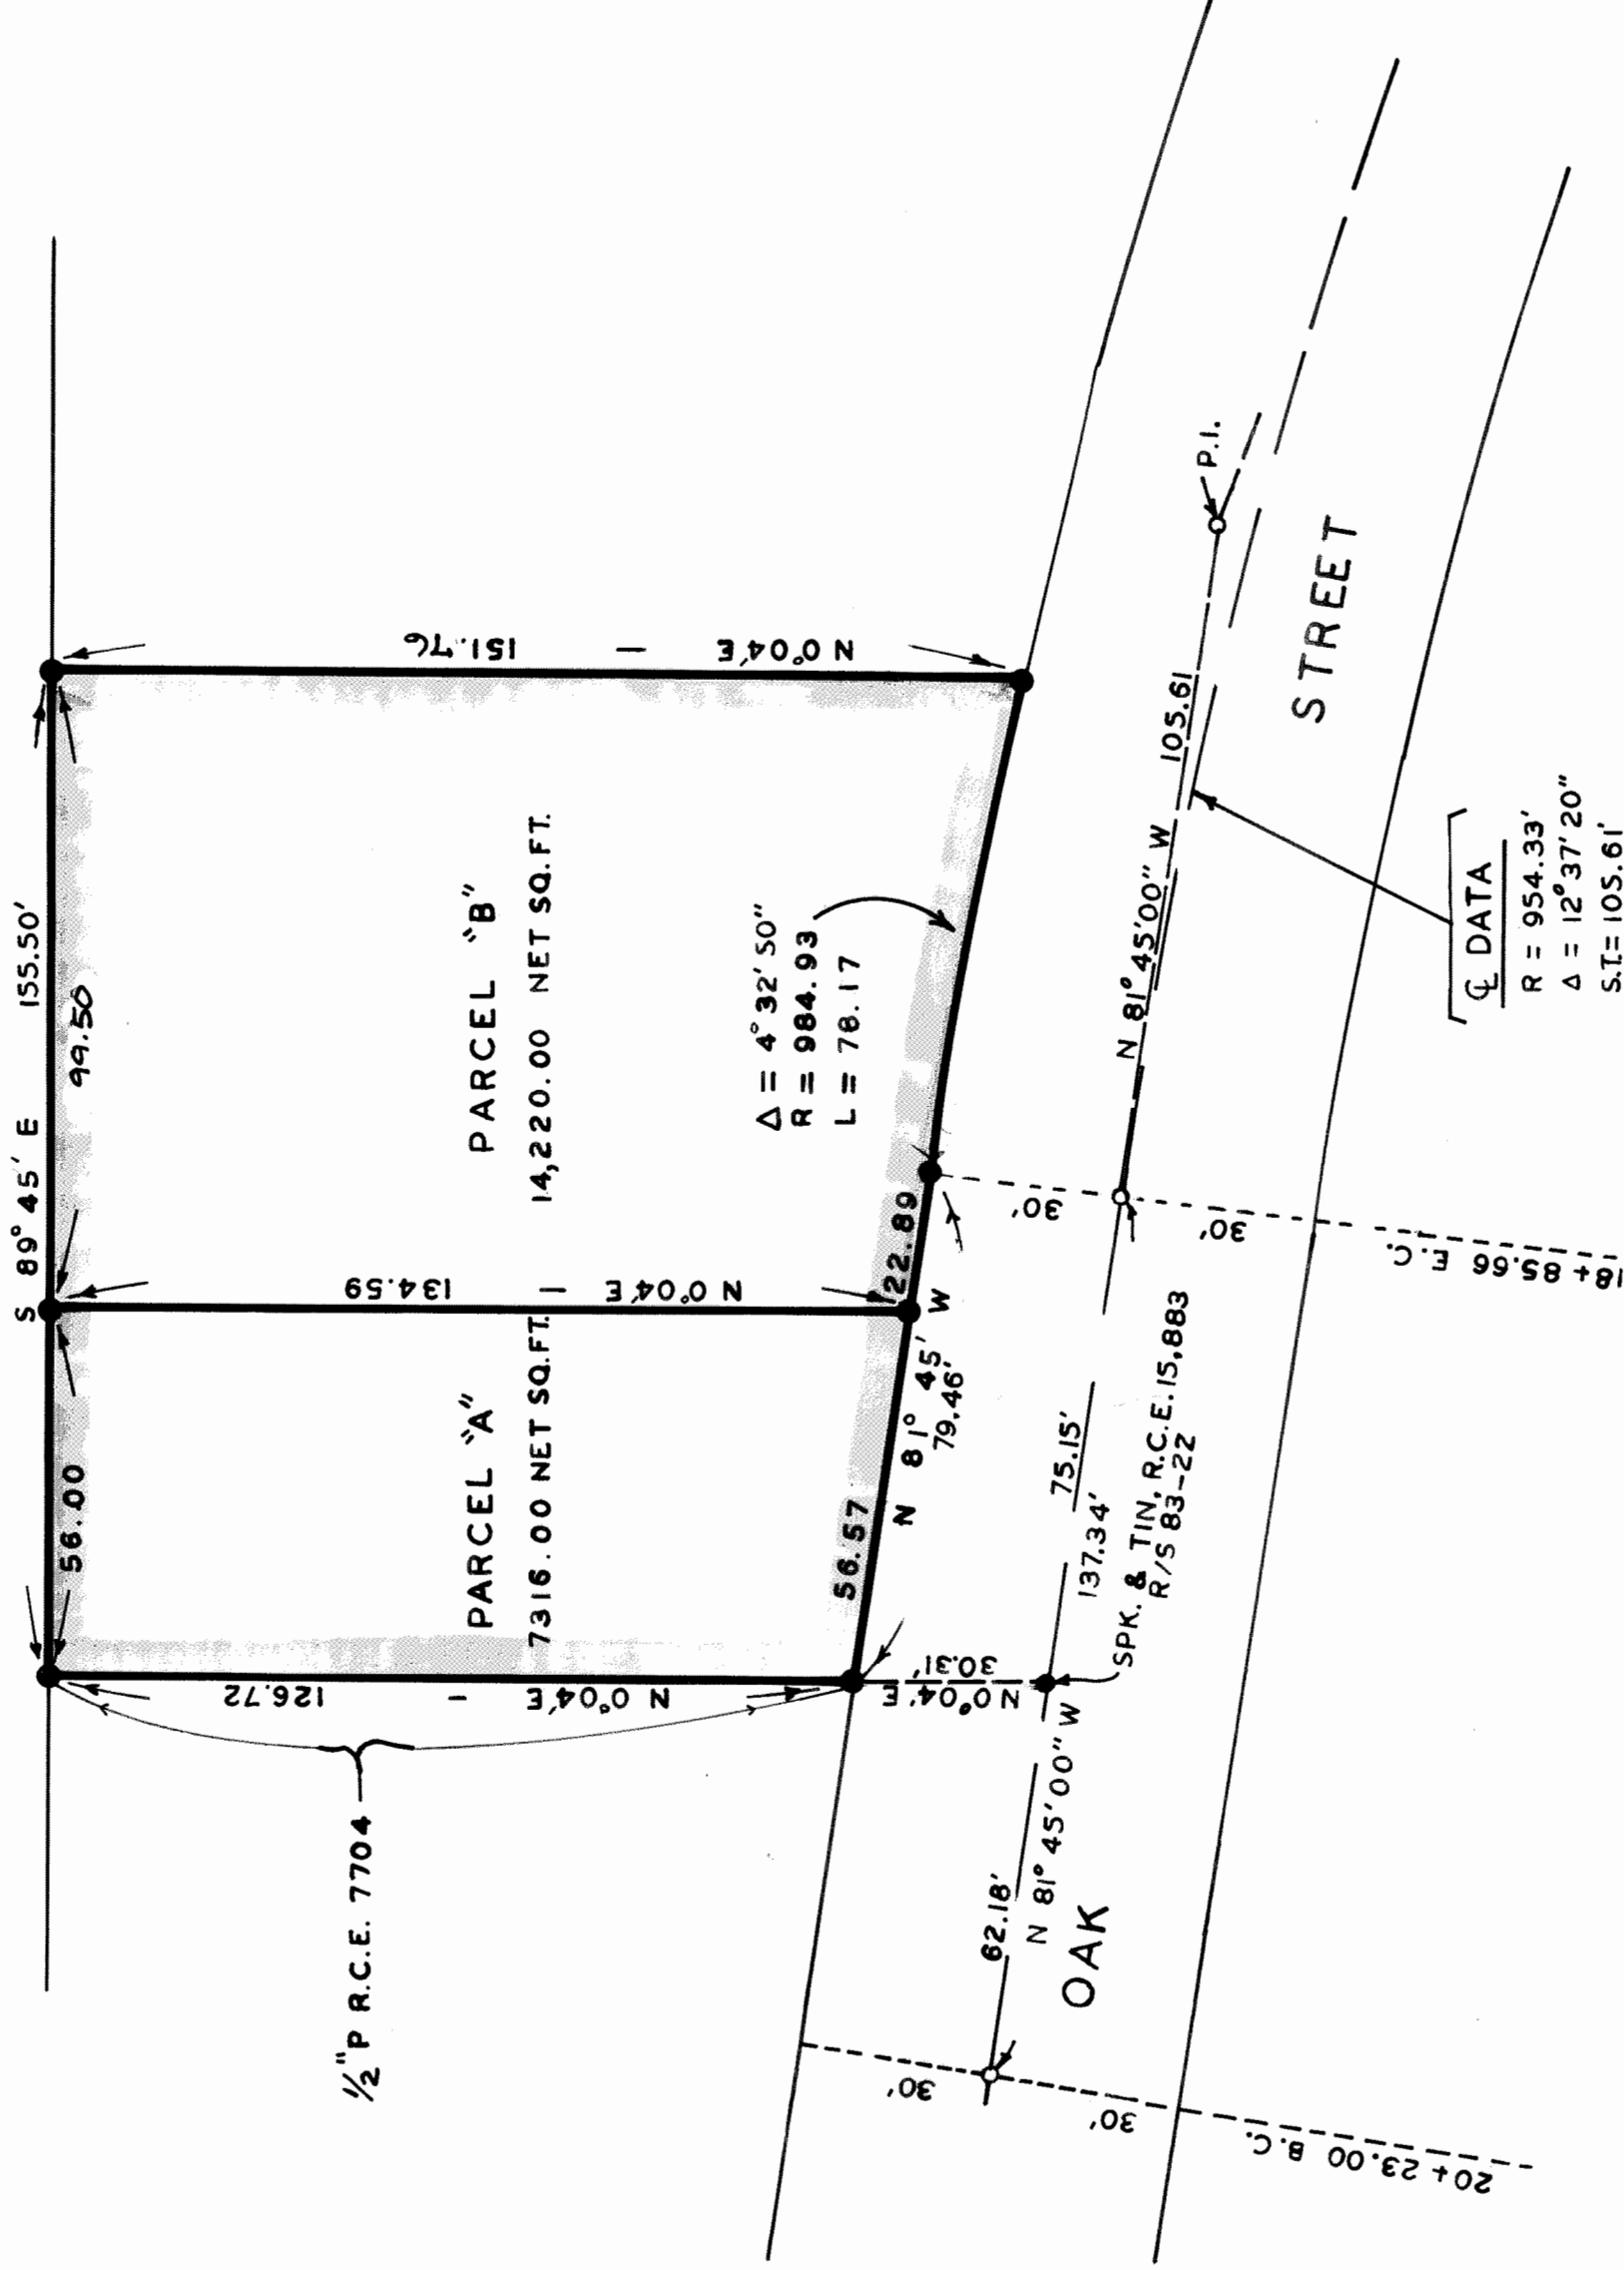 S 89° 45' E 155.50'
56.00
99.50
PARCEL "A"
7316.00 NET SQ.FT.
PARCEL "B"
14,220.00 NET SQ.FT.
N 0°04'E — 126.72
N 0°04'E — 134.59
N 0°04'E — 151.76
½" P R.C.E. 7704
Δ = 4° 32' 50"
R = 984.93
L = 78.17
56.57
22.89
N 81° 45' W
79.46'
N 0°04' E
30.31'
62.18'
N 81° 45' 00" W
75.15'
137.34'
SPK. & TIN, R.C.E. 15,883
R/S 83-22
N 81° 45' 00" W 105.61
P.I.
30'
30'
18+ 85.66 E.C.
30'
30'
20+ 23.00 B.C.
OAK STREET
℄ DATA
R = 954.33'
Δ = 12° 37' 20"
S.T. = 105.61'